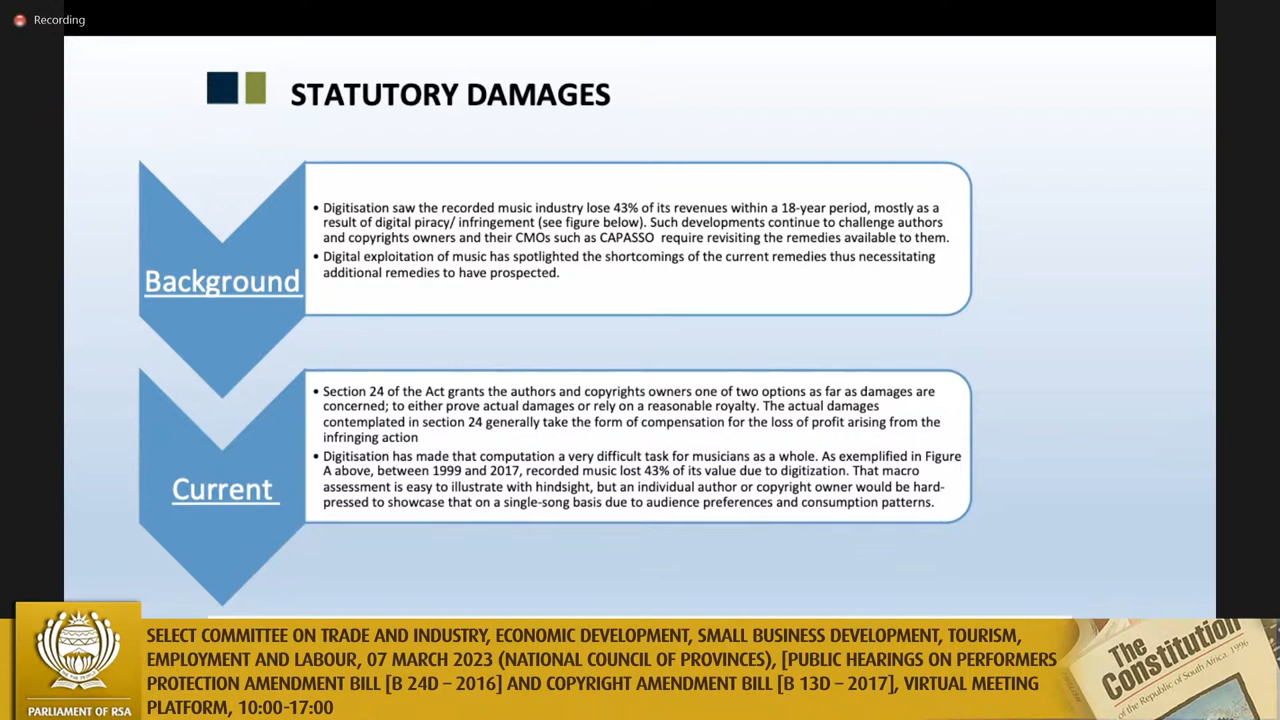 Recording
STATUTORY DAMAGES
Background
• Digitisation saw the recorded music industry lose 43% of its revenues within a 18-year period, mostly as a
result of digital piracy/ infringement (see figure below). Such developments continue to challenge authors
and copyrights owners and their CMOs such as CAPASSO require revisiting the remedies available to them.
• Digital exploitation of music has spotlighted the shortcomings of the current remedies thus necessitating
additional remedies to have prospected.
Current
• Section 24 of the Act grants the authors and copyrights owners one of two options as far as damages are
concerned; to either prove actual damages or rely on a reasonable royalty. The actual damages
contemplated in section 24 generally take the form of compensation for the loss of profit arising from the
infringing action
• Digitisation has made that computation a very difficult task for musicians as a whole. As exemplified in Figure
A above, between 1999 and 2017, recorded music lost 43% of its value due to digitization. That macro
assessment is easy to illustrate with hindsight, but an individual author or copyright owner would be hard-
pressed to showcase that on a single-song basis due to audience preferences and consumption patterns.
SELECT COMMITTEE ON TRADE AND INDUSTRY, ECONOMIC DEVELOPMENT, SMALL BUSINESS DEVELOPMENT, TOURISM,
EMPLOYMENT AND LABOUR, 07 MARCH 2023 (NATIONAL COUNCIL OF PROVINCES), [PUBLIC HEARINGS ON PERFORMERS
PROTECTION AMENDMENT BILL [B 24D – 2016] AND COPYRIGHT AMENDMENT BILL [B 13D – 2017], VIRTUAL MEETING
PLATFORM, 10:00-17:00
PARLIAMENT OF RSA
The
Constitution
of the Republic of South Africa, 1996